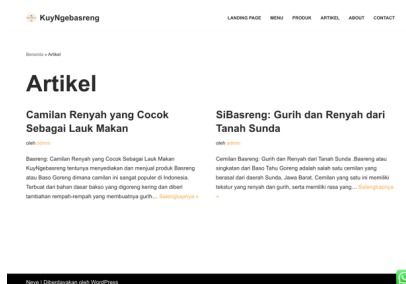 KuyNgebasreng
LANDING PAGE MENU PRODUK ARTIKEL ABOUT CONTACT
Beranda » Artikel
Artikel
Camilan Renyah yang Cocok
Sebagai Lauk Makan
oleh admin
Basreng: Camilan Renyah yang Cocok Sebagai Lauk Makan
KuyNgebasreng tentunya menyediakan dan menjual produk Basreng
atau Baso Goreng dimana camilan ini sangat populer di Indonesia.
Terbuat dari bahan dasar bakso yang digoreng kering dan diberi
tambahan rempah-rempah yang membuatnya gurih… Selengkapnya »
SiBasreng: Gurih dan Renyah dari
Tanah Sunda
oleh admin
Cemilan Basreng: Gurih dan Renyah dari Tanah Sunda .Basreng atau
singkatan dari Baso Tahu Goreng adalah salah satu cemilan yang
berasal dari daerah Sunda, Jawa Barat. Cemilan yang satu ini memiliki
tekstur yang renyah dan gurih, serta memiliki rasa yang… Selengkapnya
»
Neve | Diberdayakan oleh WordPress